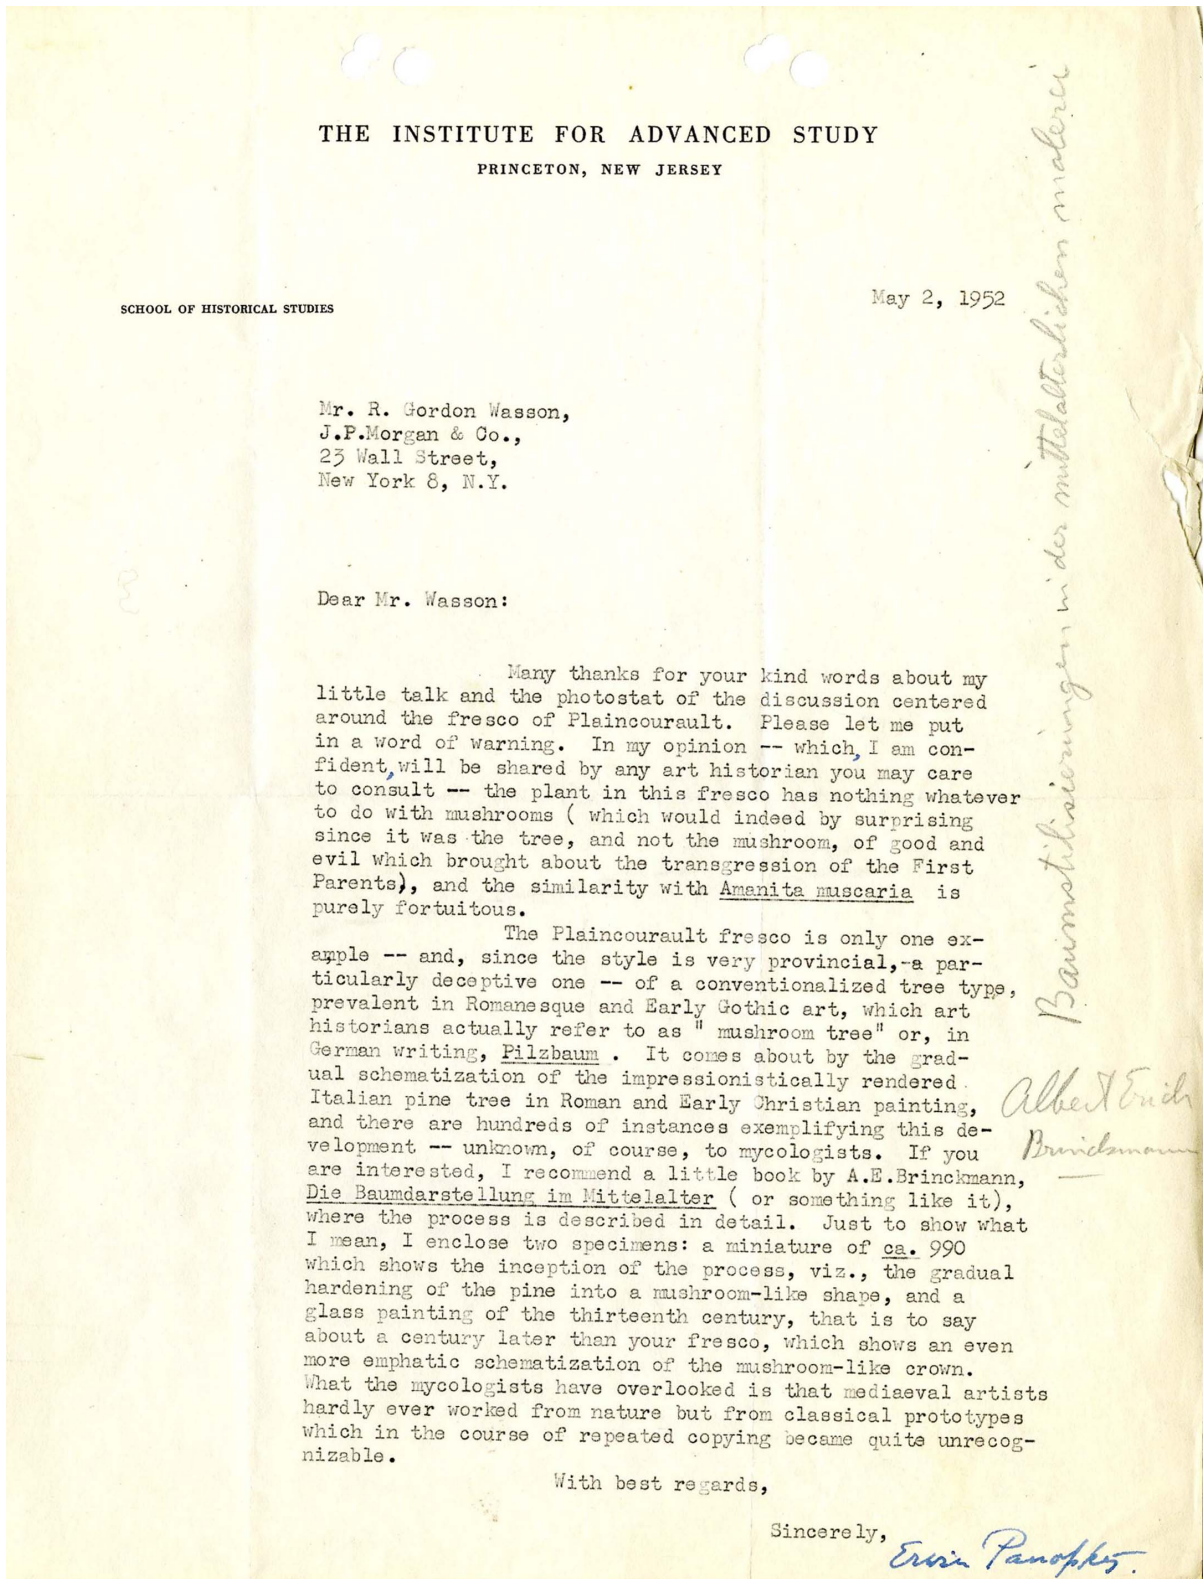 THE INSTITUTE FOR ADVANCED STUDY
PRINCETON, NEW JERSEY
SCHOOL OF HISTORICAL STUDIES
May 2, 1952
Mr. R. Gordon Wasson,
J.P.Morgan & Co.,
23 Wall Street,
New York 8, N.Y.
Dear Mr. Wasson:
Many thanks for your kind words about my
little talk and the photostat of the discussion centered
around the fresco of Plaincourault. Please let me put
in a word of warning. In my opinion -- which, I am con-
fident, will be shared by any art historian you may care
to consult -- the plant in this fresco has nothing whatever
to do with mushrooms ( which would indeed by surprising
since it was the tree, and not the mushroom, of good and
evil which brought about the transgression of the First
Parents), and the similarity with Amanita muscaria is
purely fortuitous.
The Plaincourault fresco is only one ex-
ample -- and, since the style is very provincial,-a par-
ticularly deceptive one -- of a conventionalized tree type,
prevalent in Romanesque and Early Gothic art, which art
historians actually refer to as " mushroom tree" or, in
German writing, Pilzbaum . It comes about by the grad-
ual schematization of the impressionistically rendered
Italian pine tree in Roman and Early Christian painting,
and there are hundreds of instances exemplifying this de-
velopment -- unknown, of course, to mycologists. If you
are interested, I recommend a little book by A.E.Brinckmann,
Die Baumdarstellung im Mittelalter ( or something like it),
where the process is described in detail. Just to show what
I mean, I enclose two specimens: a miniature of ca. 990
which shows the inception of the process, viz., the gradual
hardening of the pine into a mushroom-like shape, and a
glass painting of the thirteenth century, that is to say
about a century later than your fresco, which shows an even
more emphatic schematization of the mushroom-like crown.
What the mycologists have overlooked is that mediaeval artists
hardly ever worked from nature but from classical prototypes
which in the course of repeated copying became quite unrecog-
nizable.
With best regards,
Sincerely,
Erwin Panofsky.
Baumstilisierungen in der mittelalterlichen malerei
Albert Erich
Brincksmann